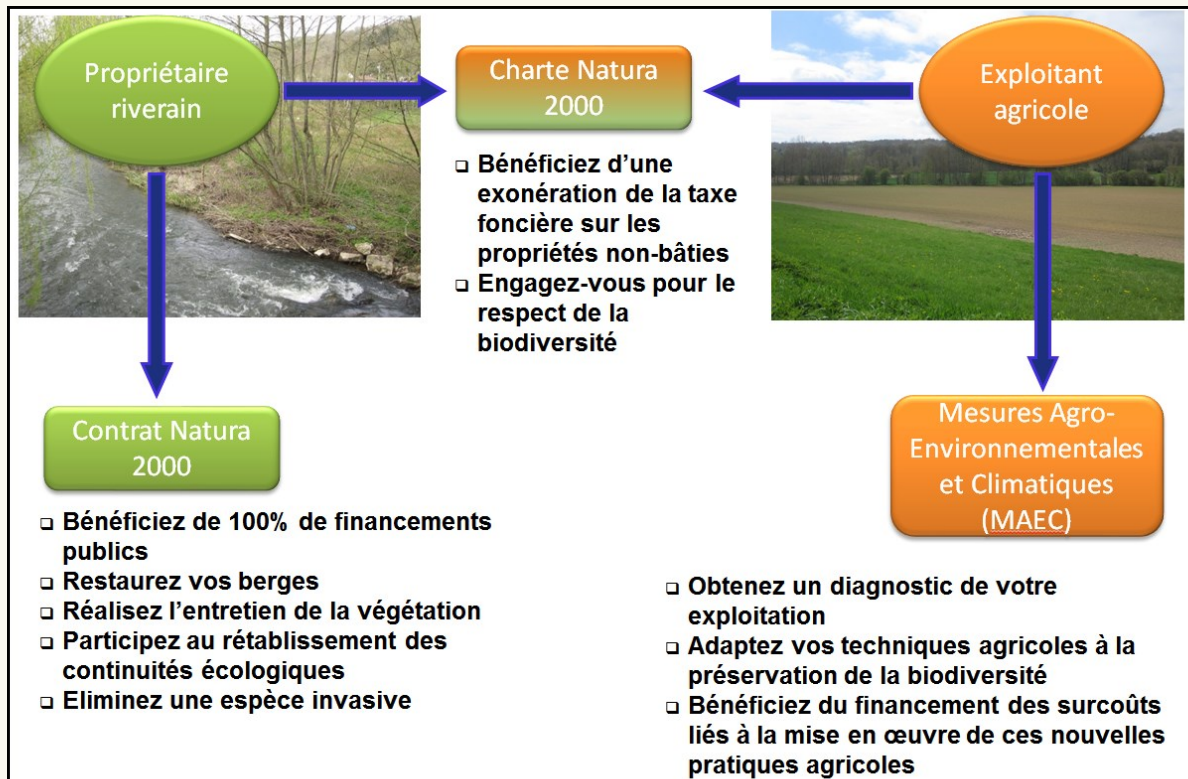 Propriétaire
riverain
Charte Natura
2000
Exploitant
agricole
❑ Bénéficiez d’une
exonération de la taxe
foncière sur les
propriétés non-bâties
❑ Engagez-vous pour le
respect de la
biodiversité
Contrat Natura
2000
❑ Bénéficiez de 100% de financements
publics
❑ Restaurez vos berges
❑ Réalisez l’entretien de la végétation
❑ Participez au rétablissement des
continuités écologiques
❑ Eliminez une espèce invasive
Mesures Agro-
Environnementales
et Climatiques
(MAEC)
❑ Obtenez un diagnostic de votre
exploitation
❑ Adaptez vos techniques agricoles à la
préservation de la biodiversité
❑ Bénéficiez du financement des surcoûts
liés à la mise en œuvre de ces nouvelles
pratiques agricoles